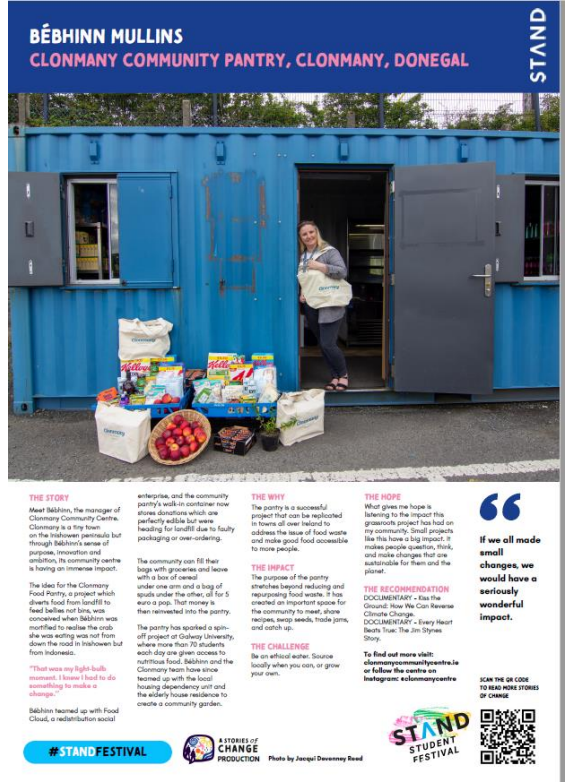 BÉBHINN MULLINS
CLONMANY COMMUNITY PANTRY, CLONMANY, DONEGAL
STAND
THE STORY
Meet Bébhinn, the manager of
Clonmany Community Centre.
Clonmany is a tiny town
on the Inishowen peninsula but
through Bébhinn's sense of
purpose, innovation and
ambition, its community centre
is having an immense impact.
The idea for the Clonmany
Food Pantry, a project which
diverts food from landfill to
feed bellies not bins, was
conceived when Bébhinn was
mortified to realise the crab
she was eating was not from
down the road in Inishowen but
from Indonesia.
"That was my light-bulb
moment. I knew I had to do
something to make a
change."
Bébhinn teamed up with Food
Cloud, a redistribution social
enterprise, and the community
pantry's walk-in container now
stores donations which are
perfectly edible but were
heading for landfill due to faulty
packaging or over-ordering.
The community can fill their
bags with groceries and leave
with a box of cereal
under one arm and a bag of
spuds under the other, all for 5
euro a pop. That money is
then reinvested into the pantry.
The pantry has sparked a spin-
off project at Galway University,
where more than 70 students
each day are given access to
nutritious food. Bébhinn and the
Clonmany team have since
teamed up with the local
housing dependency unit and
the elderly house residence to
create a community garden.
THE WHY
The pantry is a successful
project that can be replicated
in towns all over Ireland to
address the issue of food waste
and make good food accessible
to more people.
THE IMPACT
The purpose of the pantry
stretches beyond reducing and
repurposing food waste. It has
created an important space for
the community to meet, share
recipes, swap seeds, trade jams,
and catch up.
THE CHALLENGE
Be an ethical eater. Source
locally when you can, or grow
your own.
THE HOPE
What gives me hope is
listening to the impact this
grassroots project has had on
my community. Small projects
like this have a big impact. It
makes people question, think,
and make changes that are
sustainable for them and the
planet.
THE RECOMMENDATION
DOCUMENTARY - Kiss the
Ground: How We Can Reverse
Climate Change.
DOCUMENTARY - Every Heart
Beats True: The Jim Stynes
Story.
To find out more visit:
clonmanycommunitycentre.ie
or follow the centre on
Instagram: @clonmanycentre
“
If we all made
small
changes, we
would have a
seriously
wonderful
impact.
SCAN THE QR CODE
TO READ MORE STORIES
OF CHANGE
#STANDFESTIVAL
A STORIES of
CHANGE
PRODUCTION
Photo by Jacqui Devenney Reed
STAND
STUDENT
FESTIVAL
Clonmany
Clonmany
Clonmany
Clonmany
Kellogg's